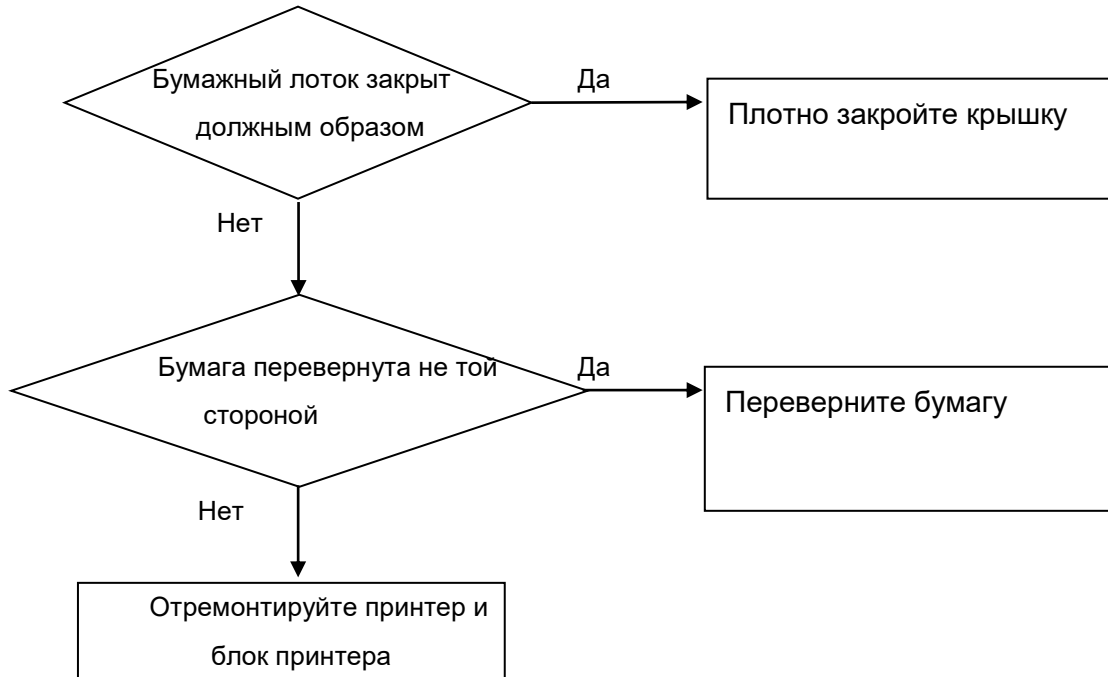 Бумажный лоток закрыт
должным образом
Да
Плотно закройте крышку
Нет
Бумага перевернута не той
стороной
Да
Переверните бумагу
Нет
Отремонтируйте принтер и
блок принтера